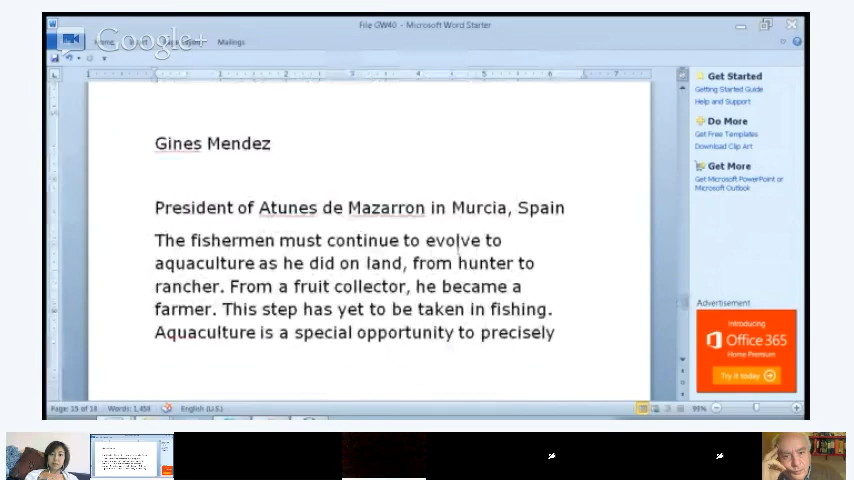 File GW40 - Microsoft Word Starter
Google+
Home
Mailings
Gines Mendez
President of Atunes de Mazarron in Murcia, Spain
The fishermen must continue to evolve to
aquaculture as he did on land, from hunter to
rancher. From a fruit collector, he became a
farmer. This step has yet to be taken in fishing.
Aquaculture is a special opportunity to precisely
Get Started
Getting Started Guide
Help and Support
Do More
Get Free Templates
Download Clip Art
Get More
Get Microsoft PowerPoint or
Microsoft Outlook
Advertisement
Introducing
Office 365
Home Premium
Try it today
Page: 15 of 18 Words: 1,458 English (U.S.)
99%